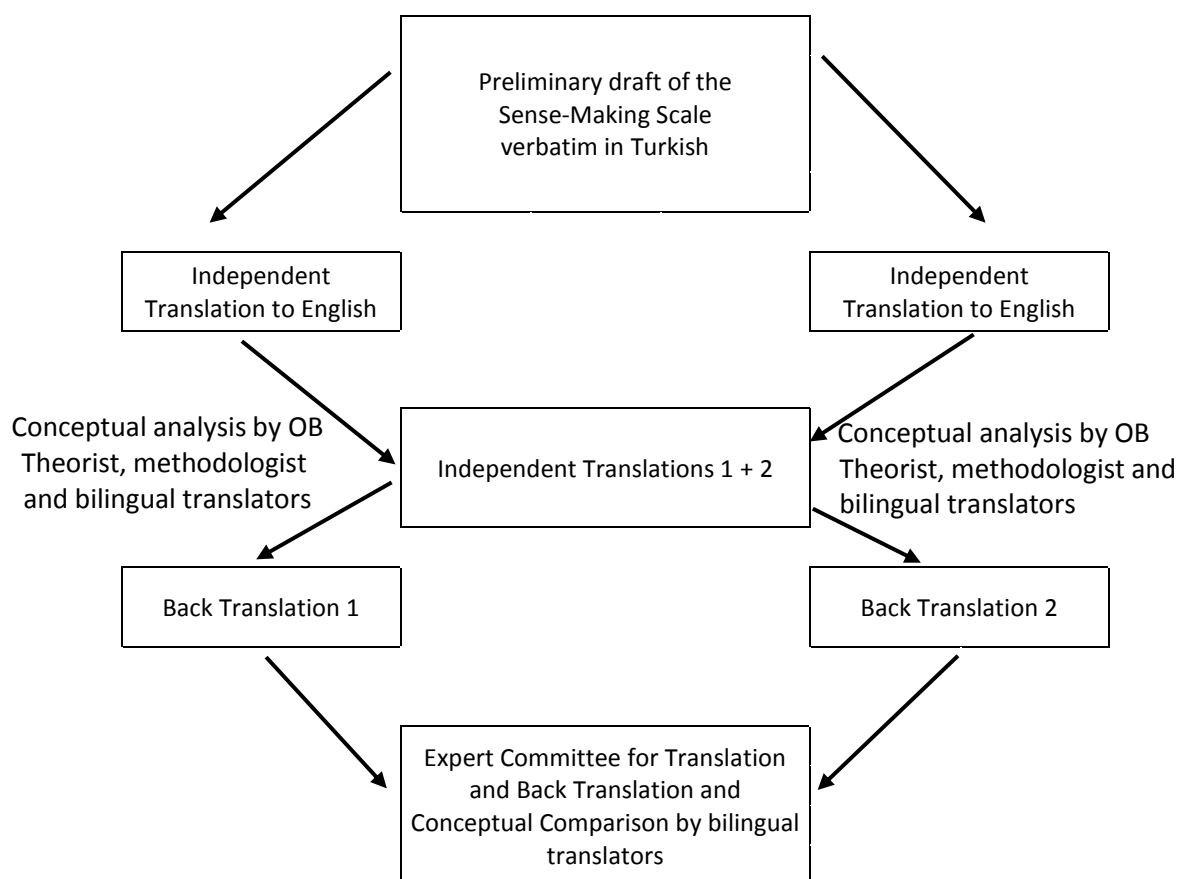 Preliminary draft of the
Sense-Making Scale
verbatim in Turkish
Independent
Translation to English
Independent
Translation to English
Conceptual analysis by OB
Theorist, methodologist
and bilingual translators
Independent Translations 1 + 2
Conceptual analysis by OB
Theorist, methodologist and
bilingual translators
Back Translation 1
Back Translation 2
Expert Committee for Translation
and Back Translation and
Conceptual Comparison by bilingual
translators